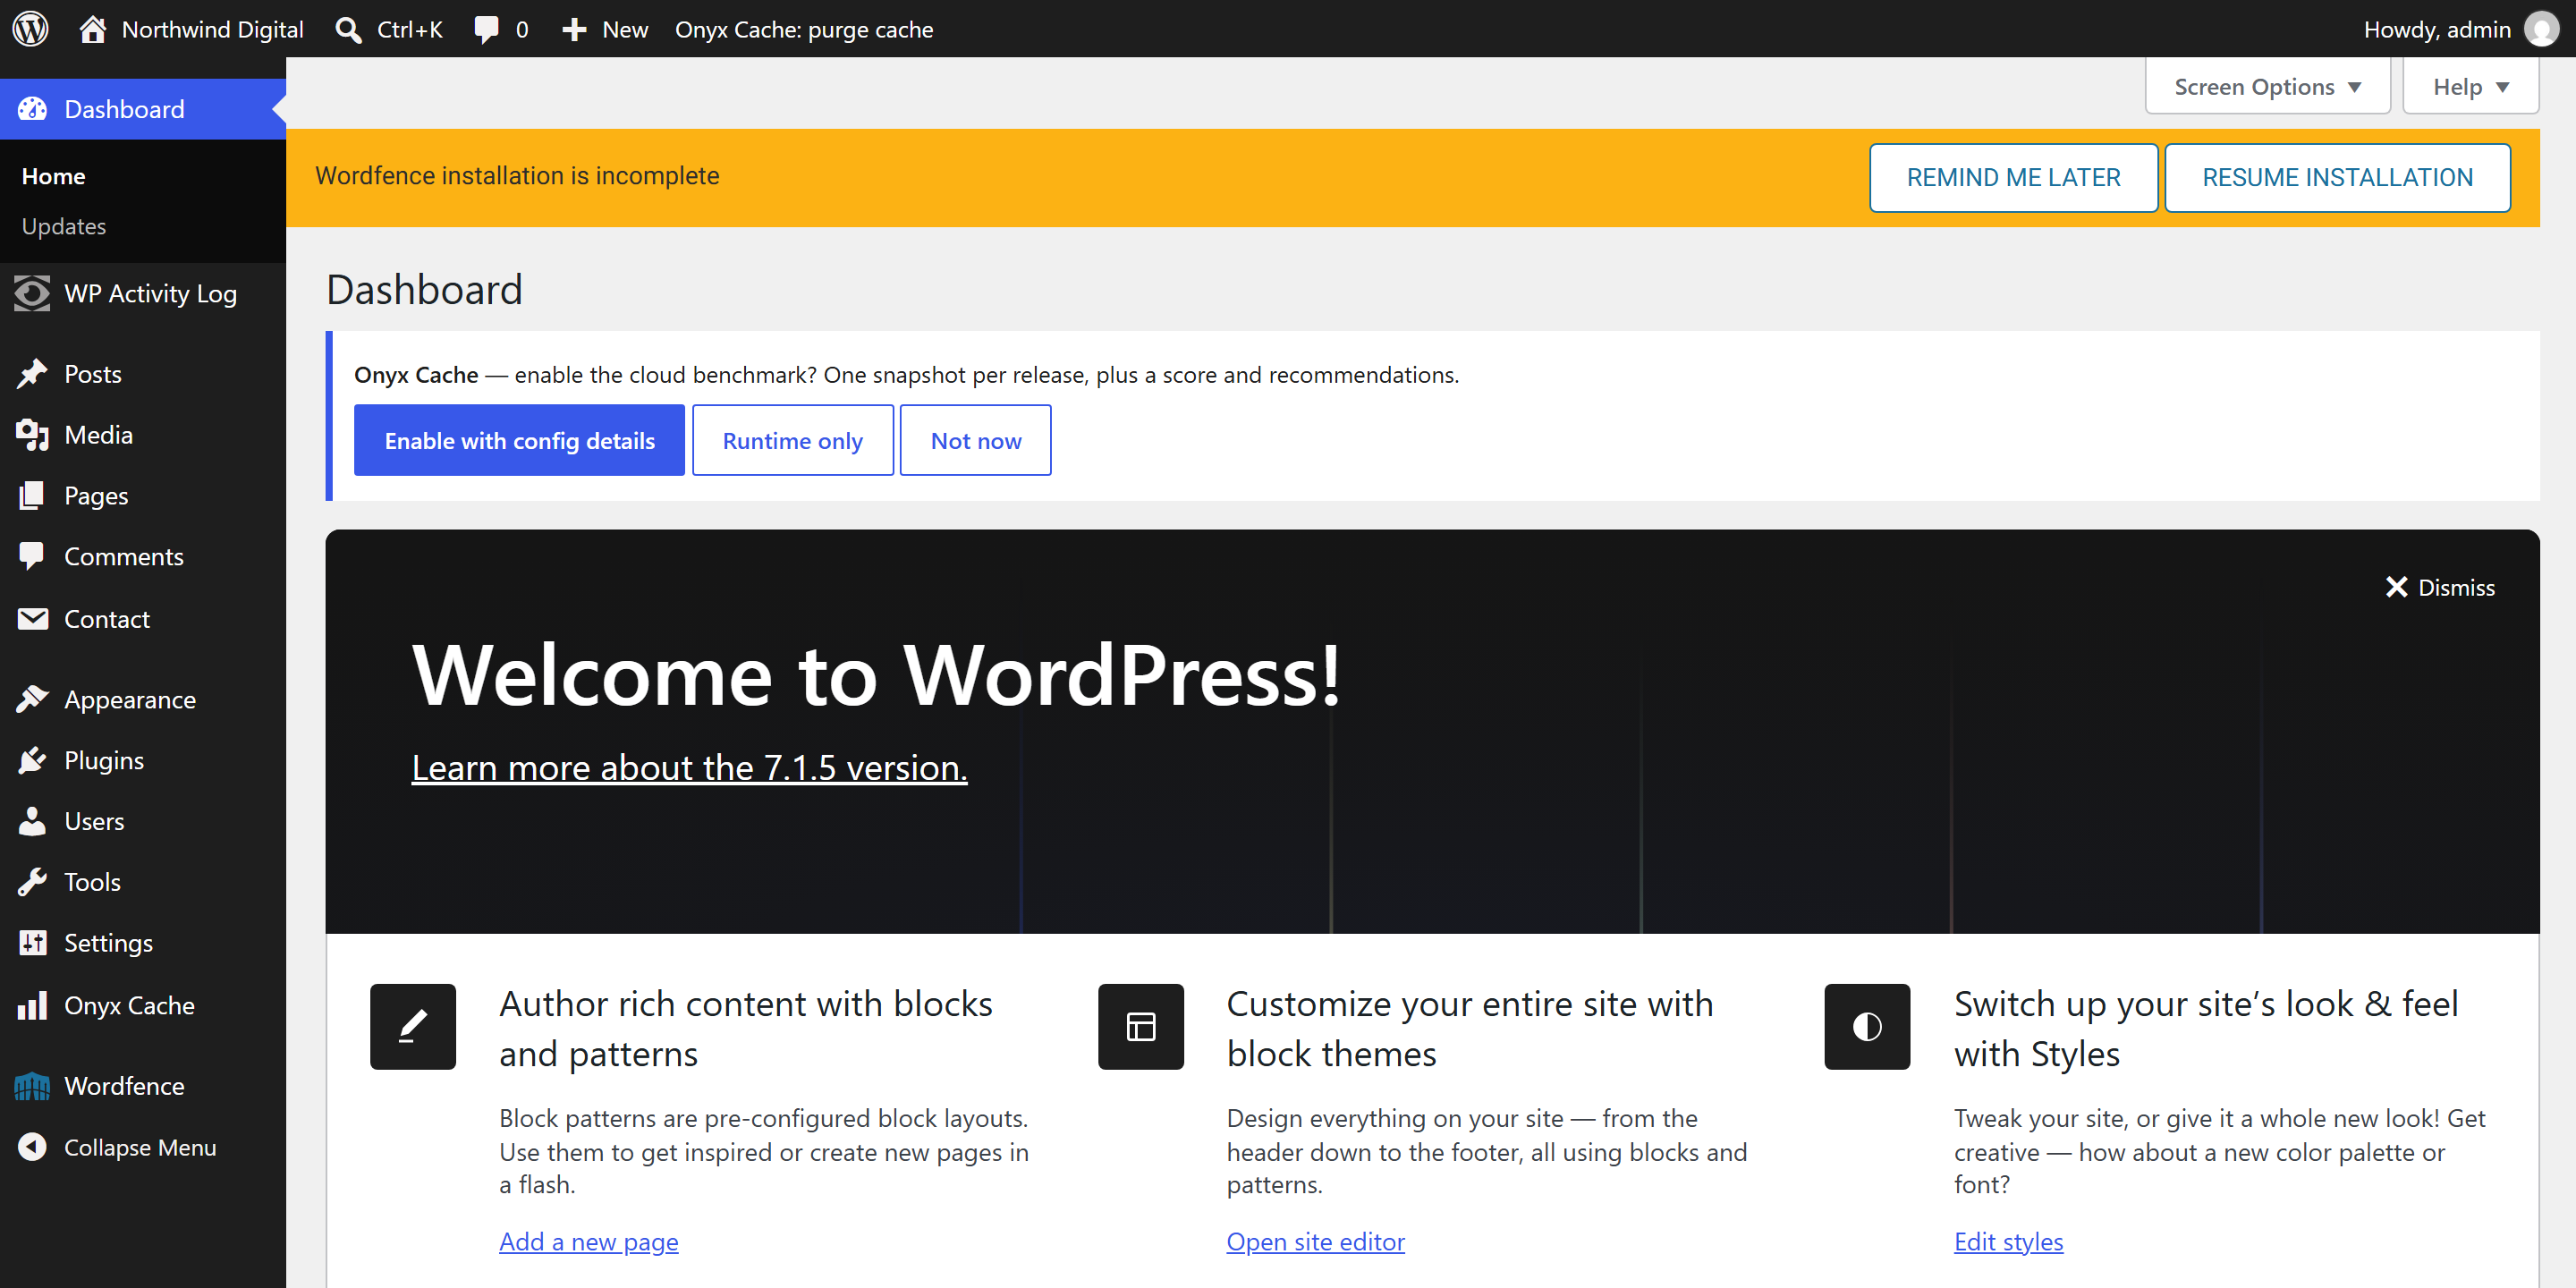 Northwind Digital
Ctrl+K
0
New
Onyx Cache: purge cache
Howdy, admin
Dashboard
Home
Updates
WP Activity Log
Posts
Media
Pages
Comments
Contact
Appearance
Plugins
Users
Tools
Settings
Onyx Cache
Wordfence
Collapse Menu
Screen Options
Help
Wordfence installation is incomplete
REMIND ME LATER
RESUME INSTALLATION
Dashboard
Onyx Cache — enable the cloud benchmark? One snapshot per release, plus a score and recommendations.
Enable with config details
Runtime only
Not now
Dismiss
Welcome to WordPress!
Learn more about the 7.1.5 version.
Author rich content with blocks
and patterns
Block patterns are pre-configured block layouts.
Use them to get inspired or create new pages in
a flash.
Add a new page
Customize your entire site with
block themes
Design everything on your site — from the
header down to the footer, all using blocks and
patterns.
Open site editor
Switch up your site’s look & feel
with Styles
Tweak your site, or give it a whole new look! Get
creative — how about a new color palette or
font?
Edit styles